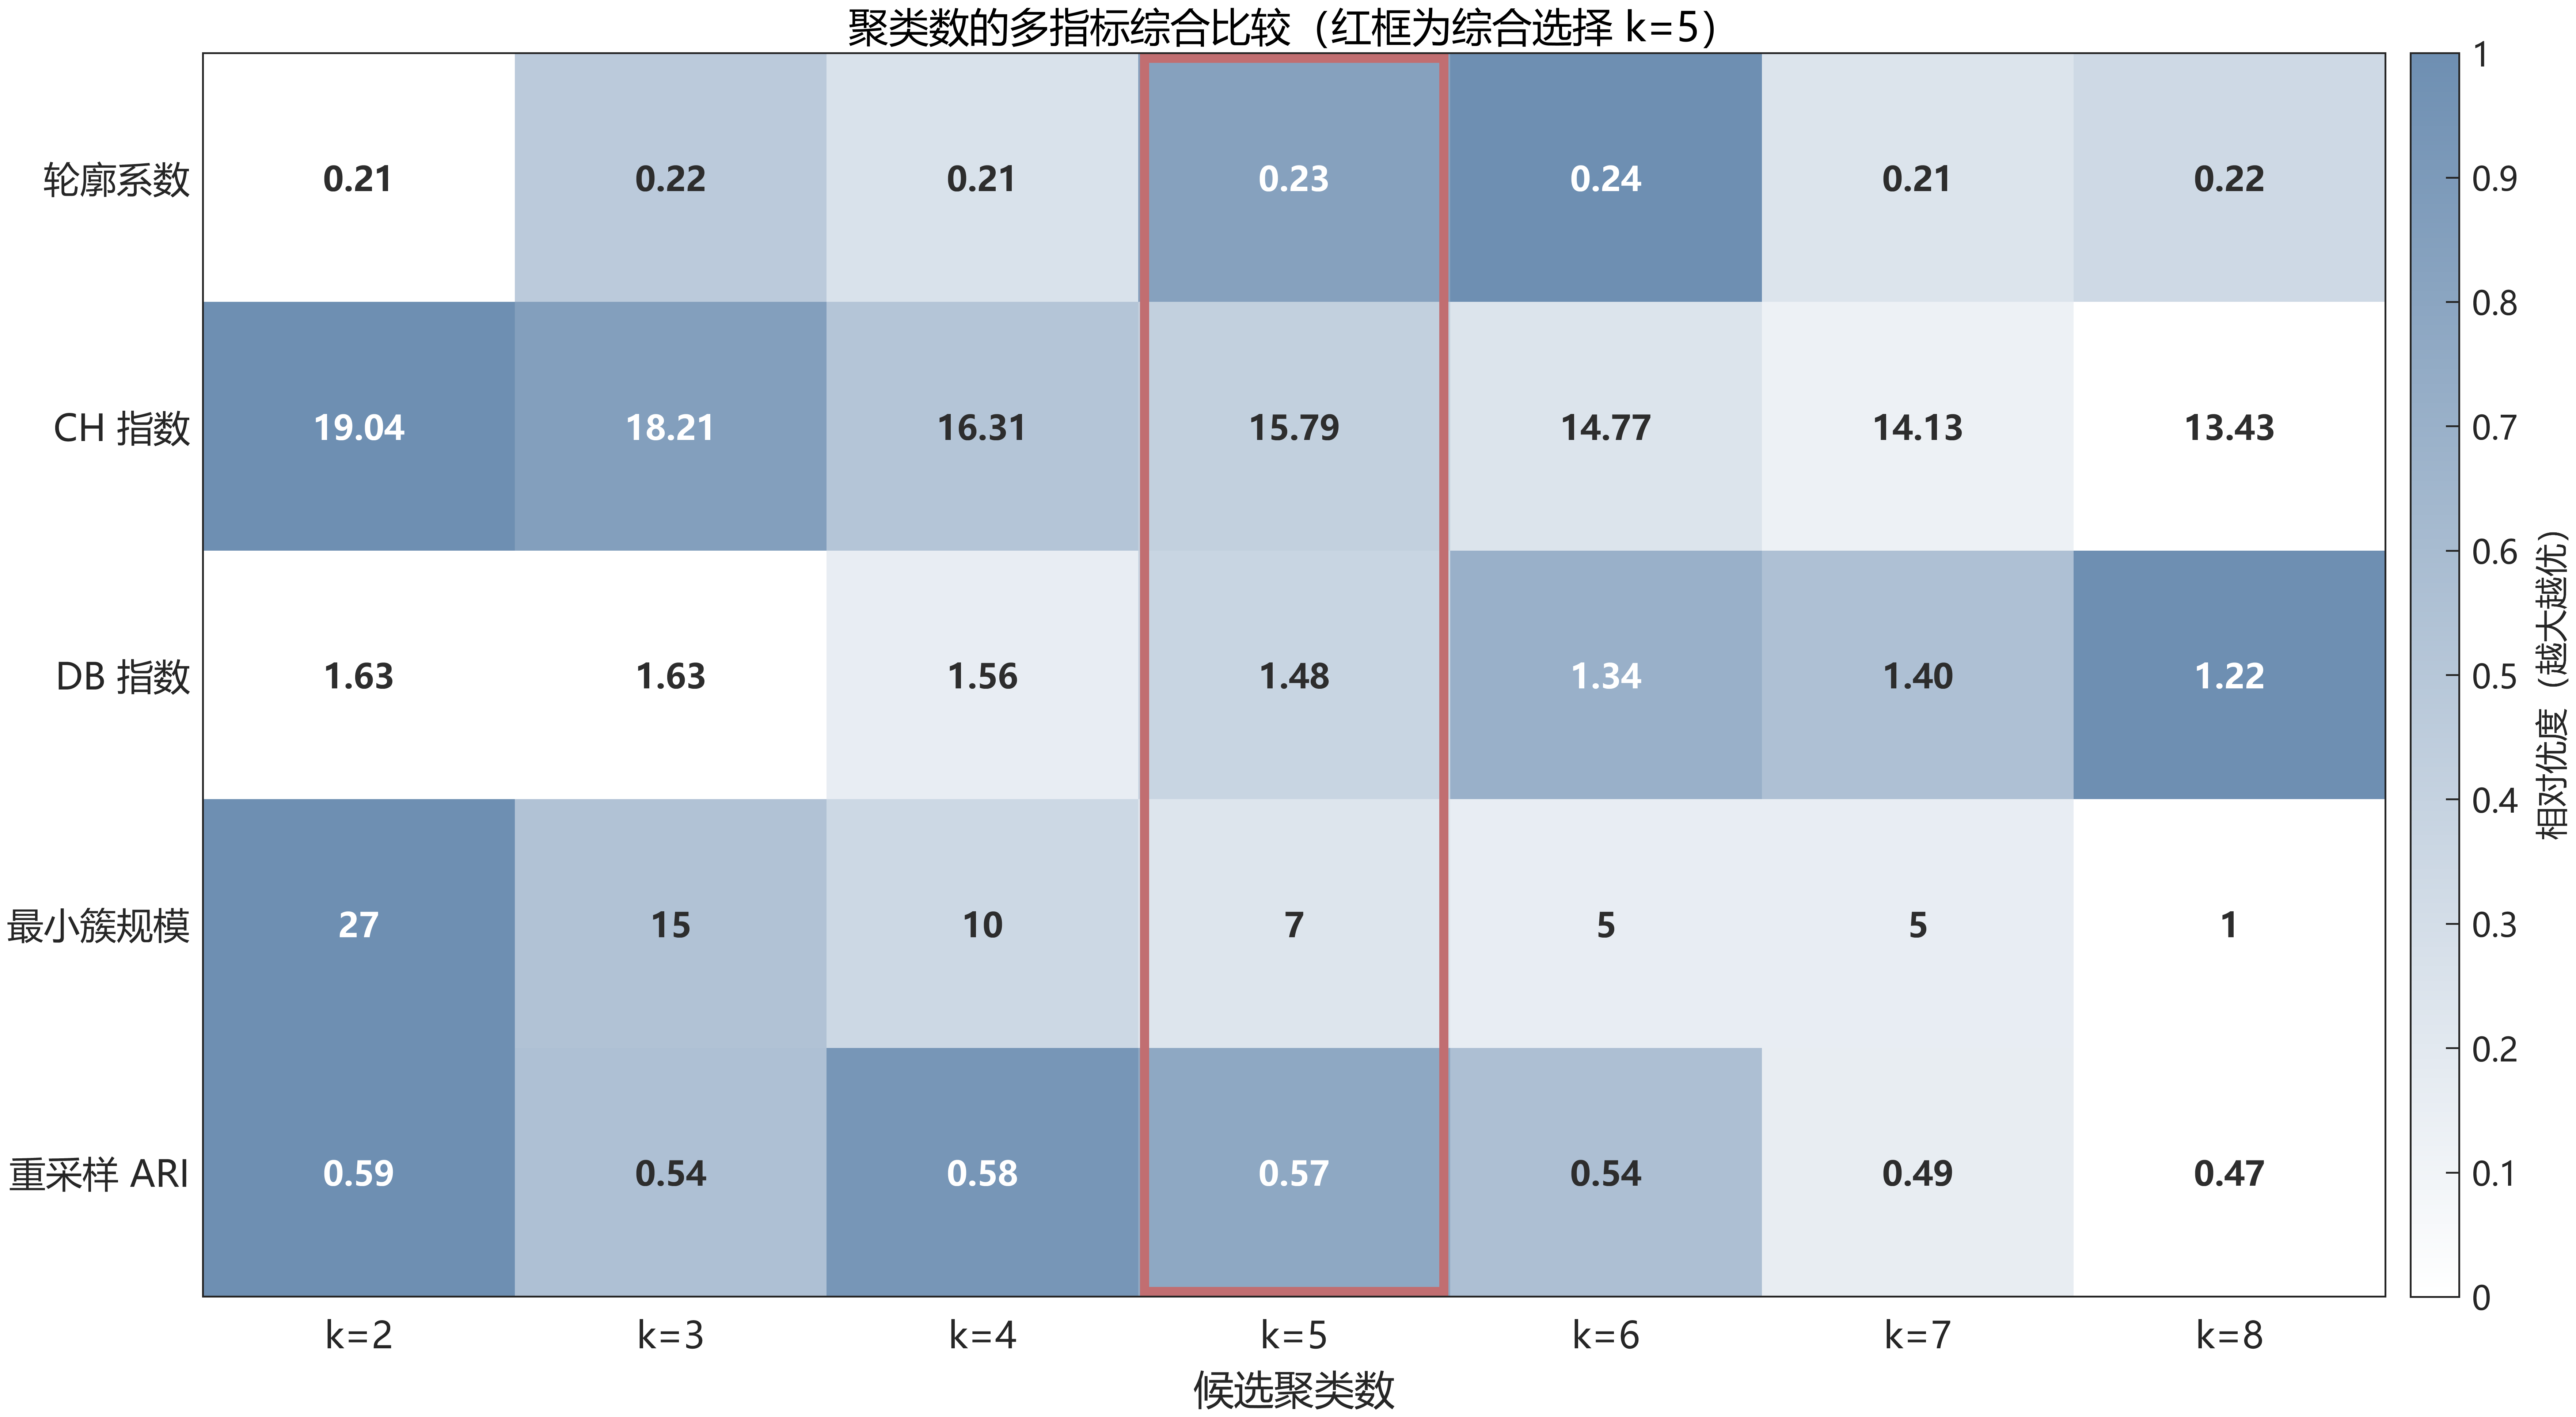 聚类数的多指标综合比较（红框为综合选择 k=5）
轮廓系数 0.21 0.22 0.21 0.23 0.24 0.21 0.22
CH 指数 19.04 18.21 16.31 15.79 14.77 14.13 13.43
DB 指数 1.63 1.63 1.56 1.48 1.34 1.40 1.22
最小簇规模 27 15 10 7 5 5 1
重采样 ARI 0.59 0.54 0.58 0.57 0.54 0.49 0.47
k=2 k=3 k=4 k=5 k=6 k=7 k=8
候选聚类数
1
0.9
0.8
0.7
0.6
0.5
0.4
0.3
0.2
0.1
0
相对优度（越大越优）